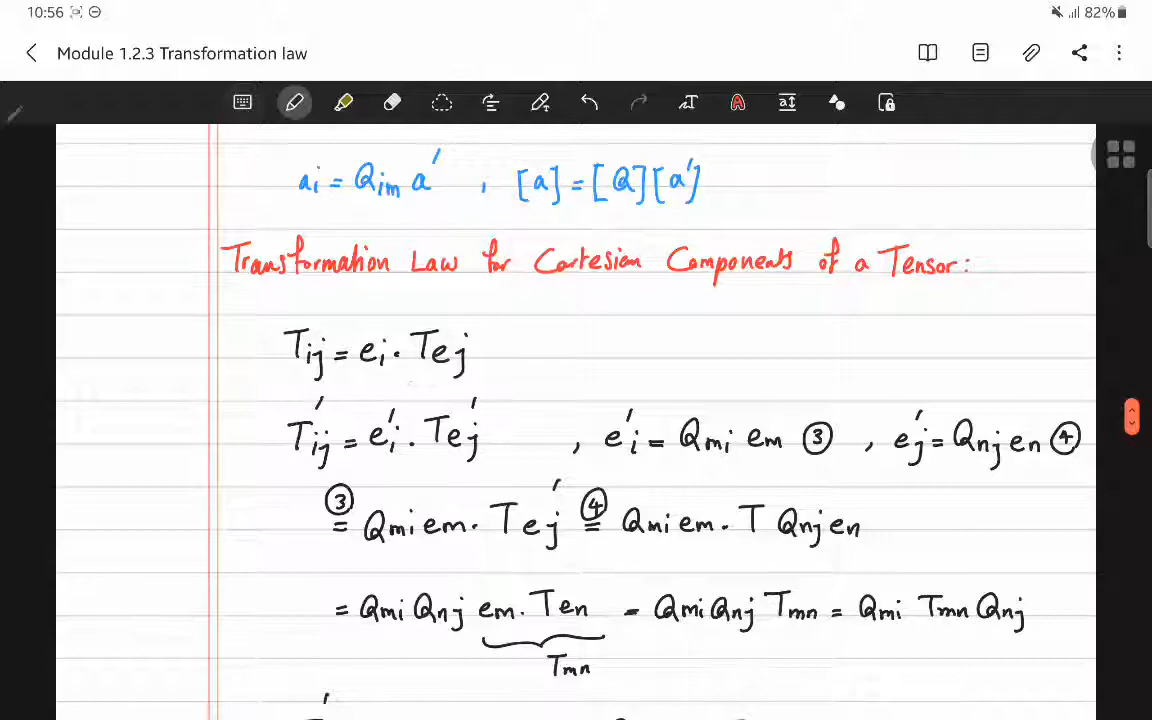 10:56 82%
Module 1.2.3 Transformation law
ai = Qim a' , [a] = [Q][a']
Transformation Law for Cartesian Components of a Tensor:
Tij = ei · Tej
T'ij = e'i · Te'j , e'i = Qmi em ③ , e'j = Qnj en ④
③= Qmi em · Te'j ④= Qmi em · T Qnj en
= Qmi Qnj em · Ten = Qmi Qnj Tmn = Qmi Tmn Qnj
Tmn